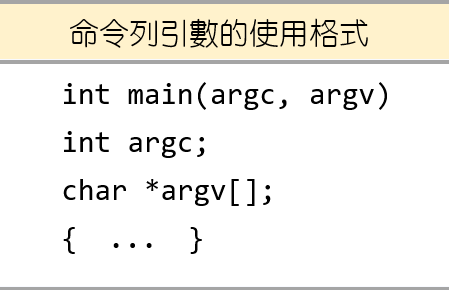 命令列引數的使用格式
int main(argc, argv)
int argc;
char *argv[];
{  ...  }